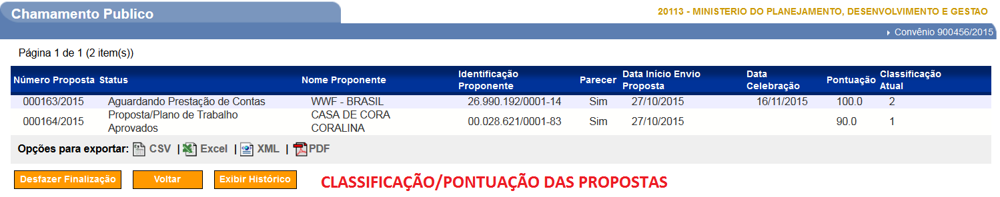 Chamamento Publico
20113 - MINISTERIO DO PLANEJAMENTO, DESENVOLVIMENTO E GESTAO
Convênio 900456/2015
Página 1 de 1 (2 item(s))
Número Proposta Status Nome Proponente Identificação Proponente Parecer Data Início Envio Proposta Data Celebração Pontuação Classificação Atual
000163/2015 Aguardando Prestação de Contas WWF - BRASIL 26.990.192/0001-14 Sim 27/10/2015 16/11/2015 100.0 2
000164/2015 Proposta/Plano de Trabalho Aprovados CASA DE CORA CORALINA 00.028.621/0001-83 Sim 27/10/2015 90.0 1
Opções para exportar: CSV | Excel | XML | PDF
Desfazer Finalização Voltar Exibir Histórico CLASSIFICAÇÃO/PONTUAÇÃO DAS PROPOSTAS